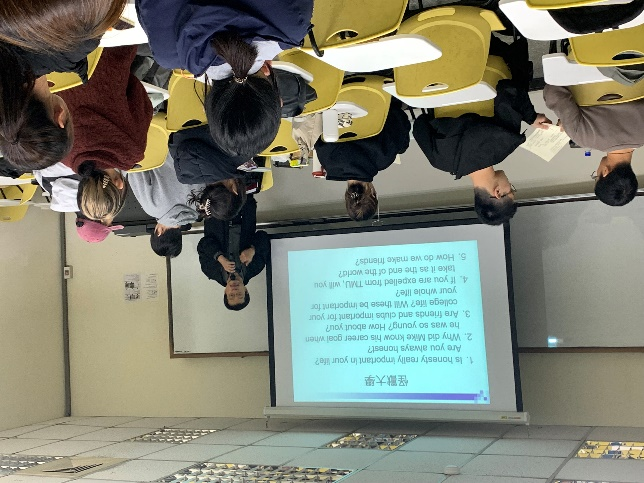 怪獸大學
1. Is honesty really important in your life?
Are you always honest?
2. Why did Mike know his career goal when
he was so young? How about you?
3. Are friends and clubs important for your
college life? Will these be important for
your whole life?
4. If you are expelled from TMU, will you
take it as the end of the world?
5. How do we make friends?